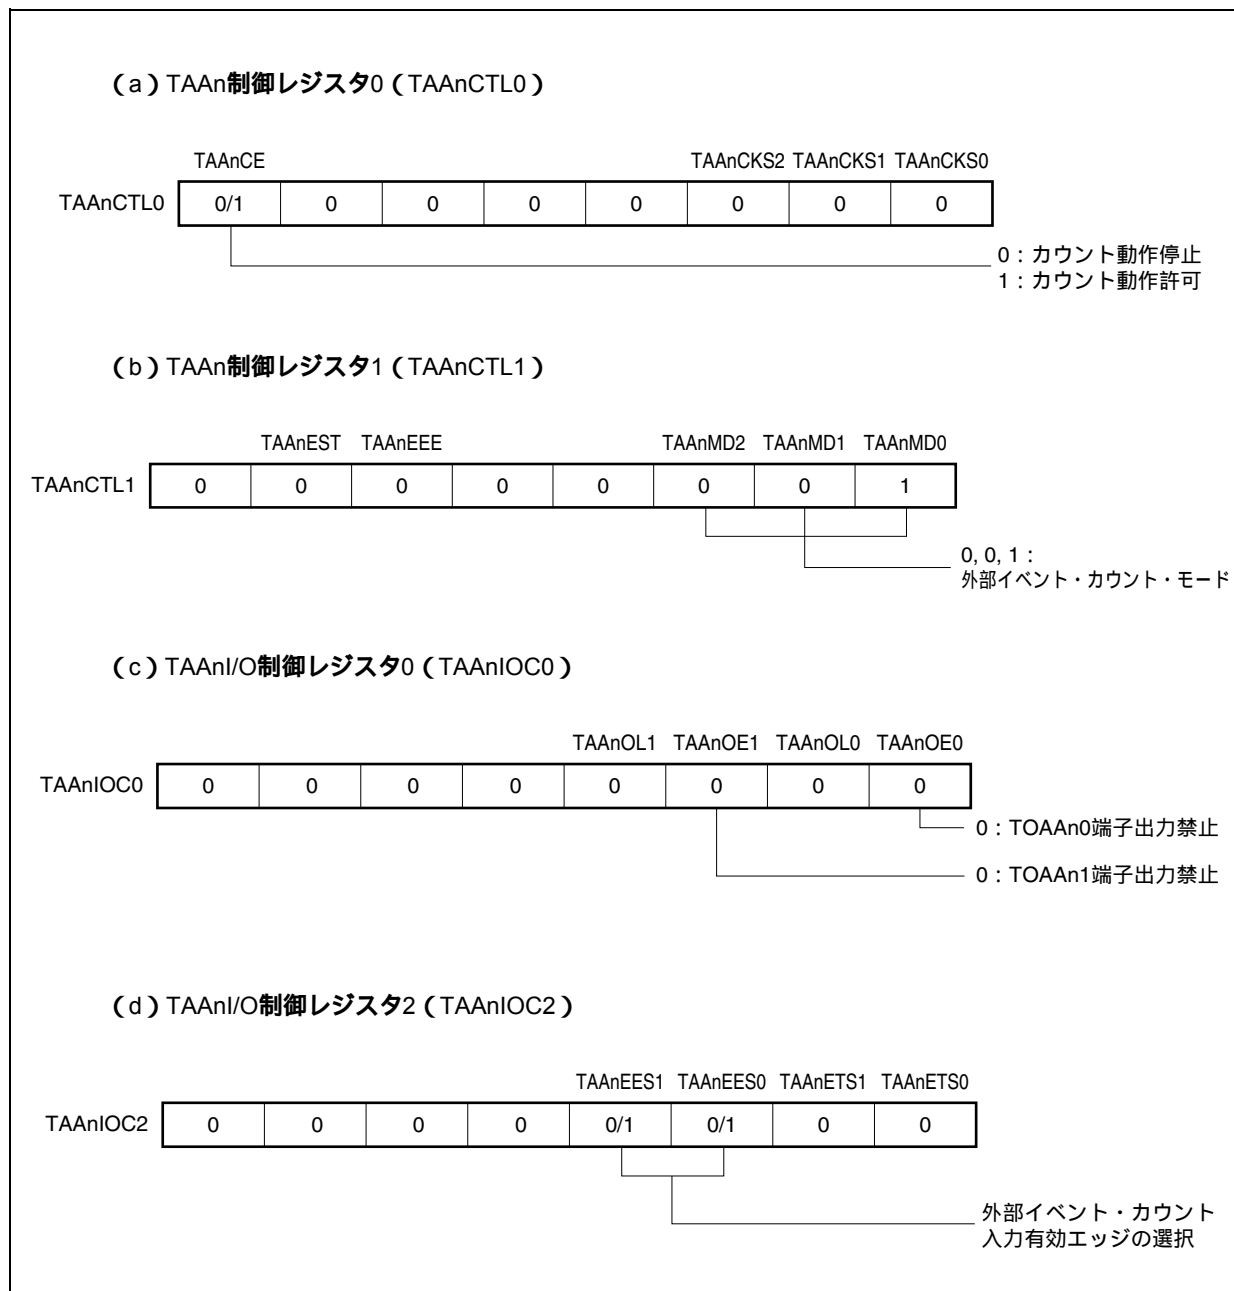 (a) TAAn制御レジスタ0 (TAAnCTL0)
TAAnCE TAAnCKS2 TAAnCKS1 TAAnCKS0
TAAnCTL0 0/1 0 0 0 0 0 0 0
0：カウント動作停止
1：カウント動作許可
(b) TAAn制御レジスタ1 (TAAnCTL1)
TAAnEST TAAnEEE TAAnMD2 TAAnMD1 TAAnMD0
TAAnCTL1 0 0 0 0 0 0 0 1
0, 0, 1：
外部イベント・カウント・モード
(c) TAAnI/O制御レジスタ0 (TAAnIOC0)
TAAnOL1 TAAnOE1 TAAnOL0 TAAnOE0
TAAnIOC0 0 0 0 0 0 0 0 0
0：TOAAn0端子出力禁止
0：TOAAn1端子出力禁止
(d) TAAnI/O制御レジスタ2 (TAAnIOC2)
TAAnEES1 TAAnEES0 TAAnETS1 TAAnETS0
TAAnIOC2 0 0 0 0 0/1 0/1 0 0
外部イベント・カウント
入力有効エッジの選択